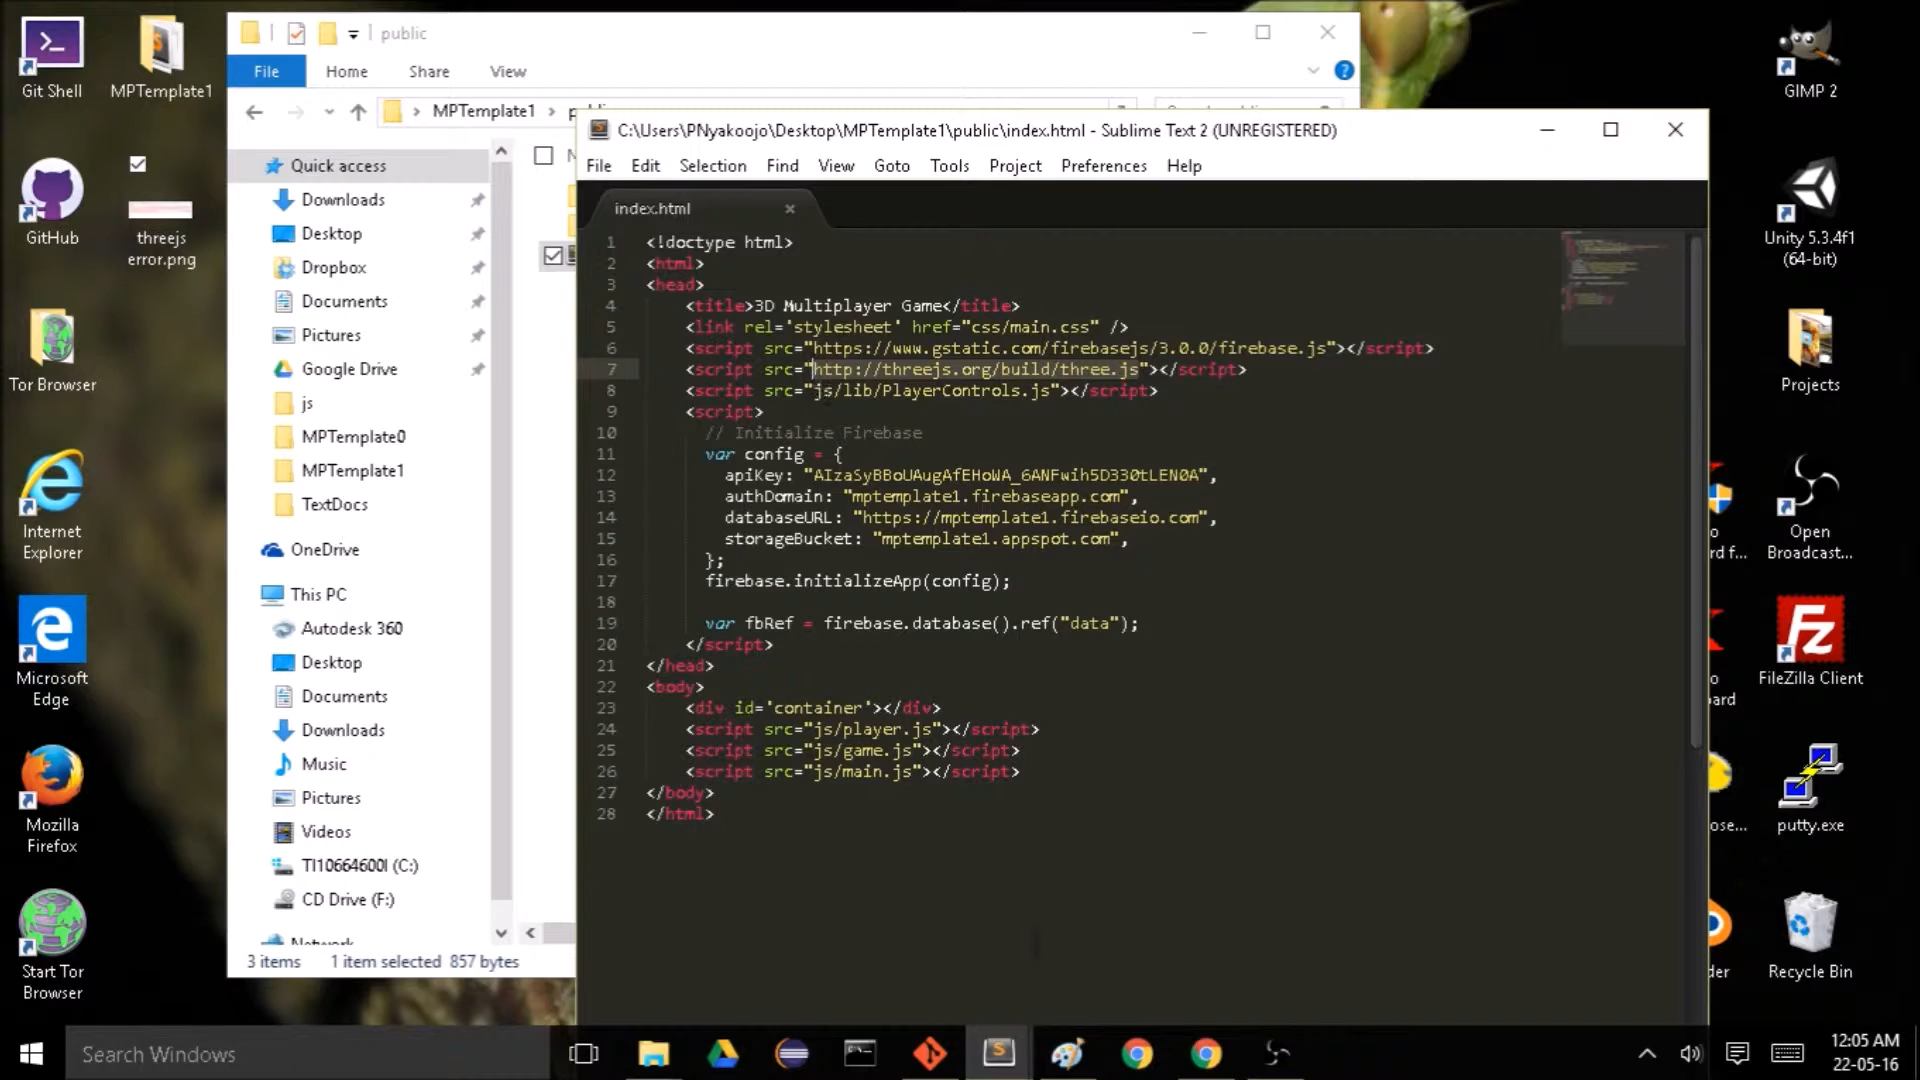 Git Shell
MPTemplate1
GitHub
threejs
error.png
Tor Browser
Internet
Explorer
Microsoft
Edge
Mozilla
Firefox
Start Tor
Browser
public
File
Home
Share
View
MPTemplate1
Quick access
Downloads
Desktop
Dropbox
Documents
Pictures
Google Drive
js
MPTemplate0
MPTemplate1
TextDocs
OneDrive
This PC
Autodesk 360
Desktop
Documents
Downloads
Music
Pictures
Videos
TI10664600I (C:)
CD Drive (F:)
Network
3 items 1 item selected 857 bytes
C:\Users\PNyakoojo\Desktop\MPTemplate1\public\index.html - Sublime Text 2 (UNREGISTERED)
File Edit Selection Find View Goto Tools Project Preferences Help
index.html
1 <!doctype html>
2 <html>
3 <head>
4 <title>3D Multiplayer Game</title>
5 <link rel='stylesheet' href="css/main.css" />
6 <script src="https://www.gstatic.com/firebasejs/3.0.0/firebase.js"></script>
7 <script src="http://threejs.org/build/three.js"></script>
8 <script src="js/lib/PlayerControls.js"></script>
9 <script>
10 // Initialize Firebase
11 var config = {
12 apiKey: "AIzaSyBBoUAugAfEHoWA_6ANFwih5D330tLEN0A",
13 authDomain: "mptemplate1.firebaseapp.com",
14 databaseURL: "https://mptemplate1.firebaseio.com",
15 storageBucket: "mptemplate1.appspot.com",
16 };
17 firebase.initializeApp(config);
18
19 var fbRef = firebase.database().ref("data");
20 </script>
21 </head>
22 <body>
23 <div id='container'></div>
24 <script src="js/player.js"></script>
25 <script src="js/game.js"></script>
26 <script src="js/main.js"></script>
27 </body>
28 </html>
GIMP 2
Unity 5.3.4f1
(64-bit)
Projects
Open
Broadcast...
FileZilla Client
putty.exe
Recycle Bin
Search Windows
12:05 AM
22-05-16